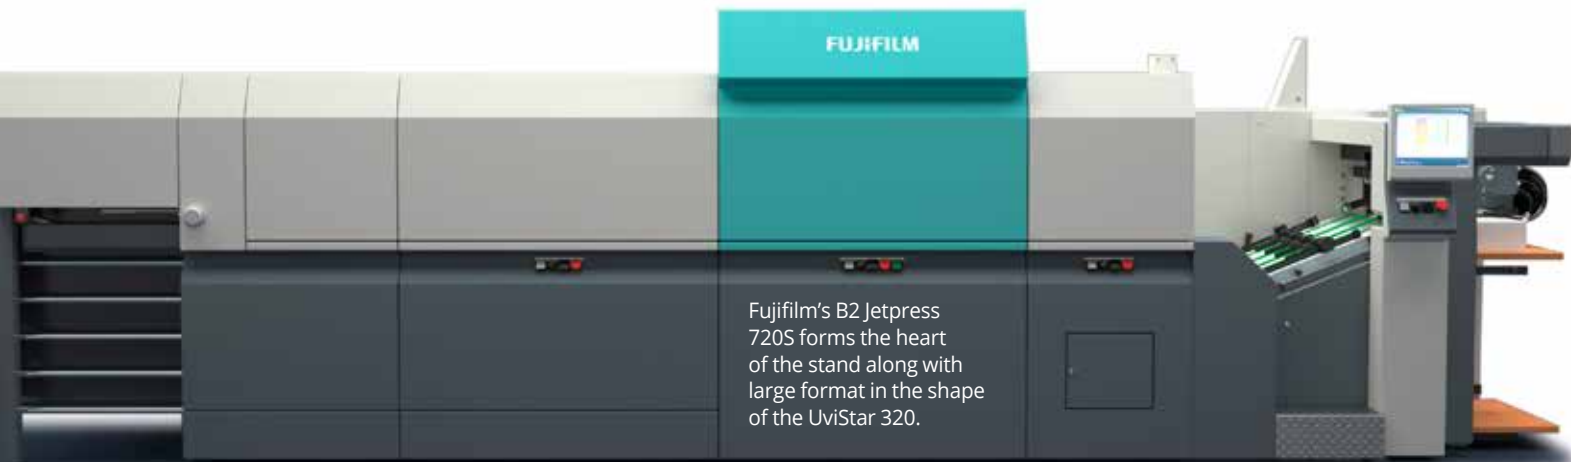 FUJIFILM
Fujifilm’s B2 Jetpress
720S forms the heart
of the stand along with
large format in the shape
of the UviStar 320.